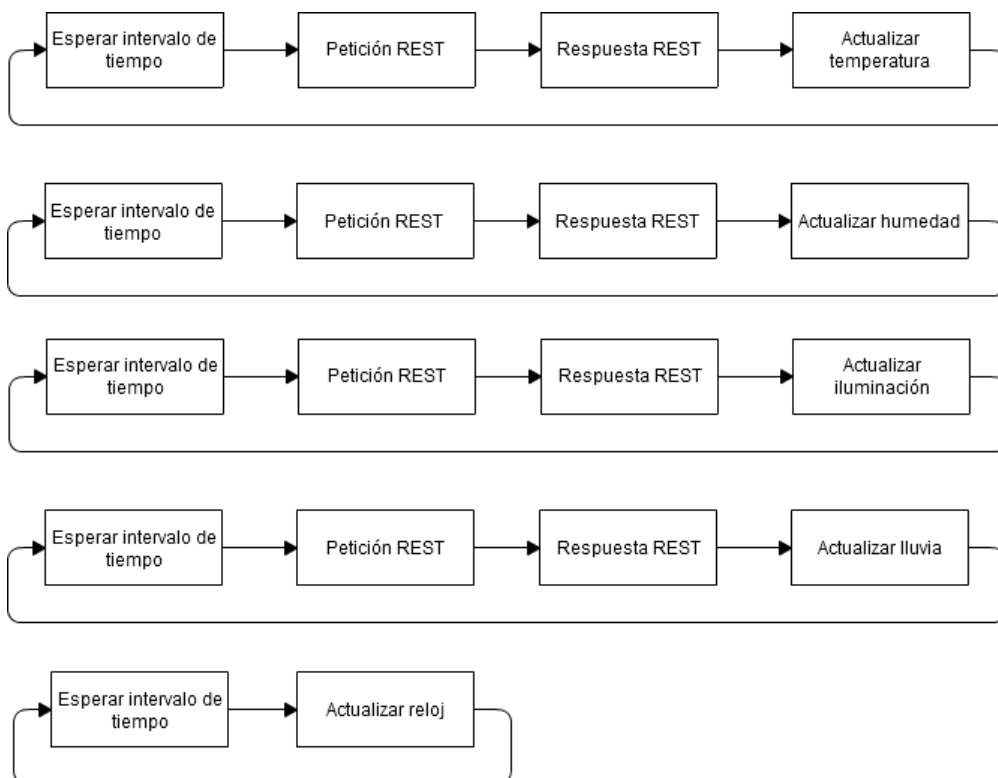 Esperar intervalo de
tiempo
Petición REST
Respuesta REST
Actualizar
temperatura
Esperar intervalo de
tiempo
Petición REST
Respuesta REST
Actualizar humedad
Esperar intervalo de
tiempo
Petición REST
Respuesta REST
Actualizar
iluminación
Esperar intervalo de
tiempo
Petición REST
Respuesta REST
Actualizar lluvia
Esperar intervalo de
tiempo
Actualizar reloj